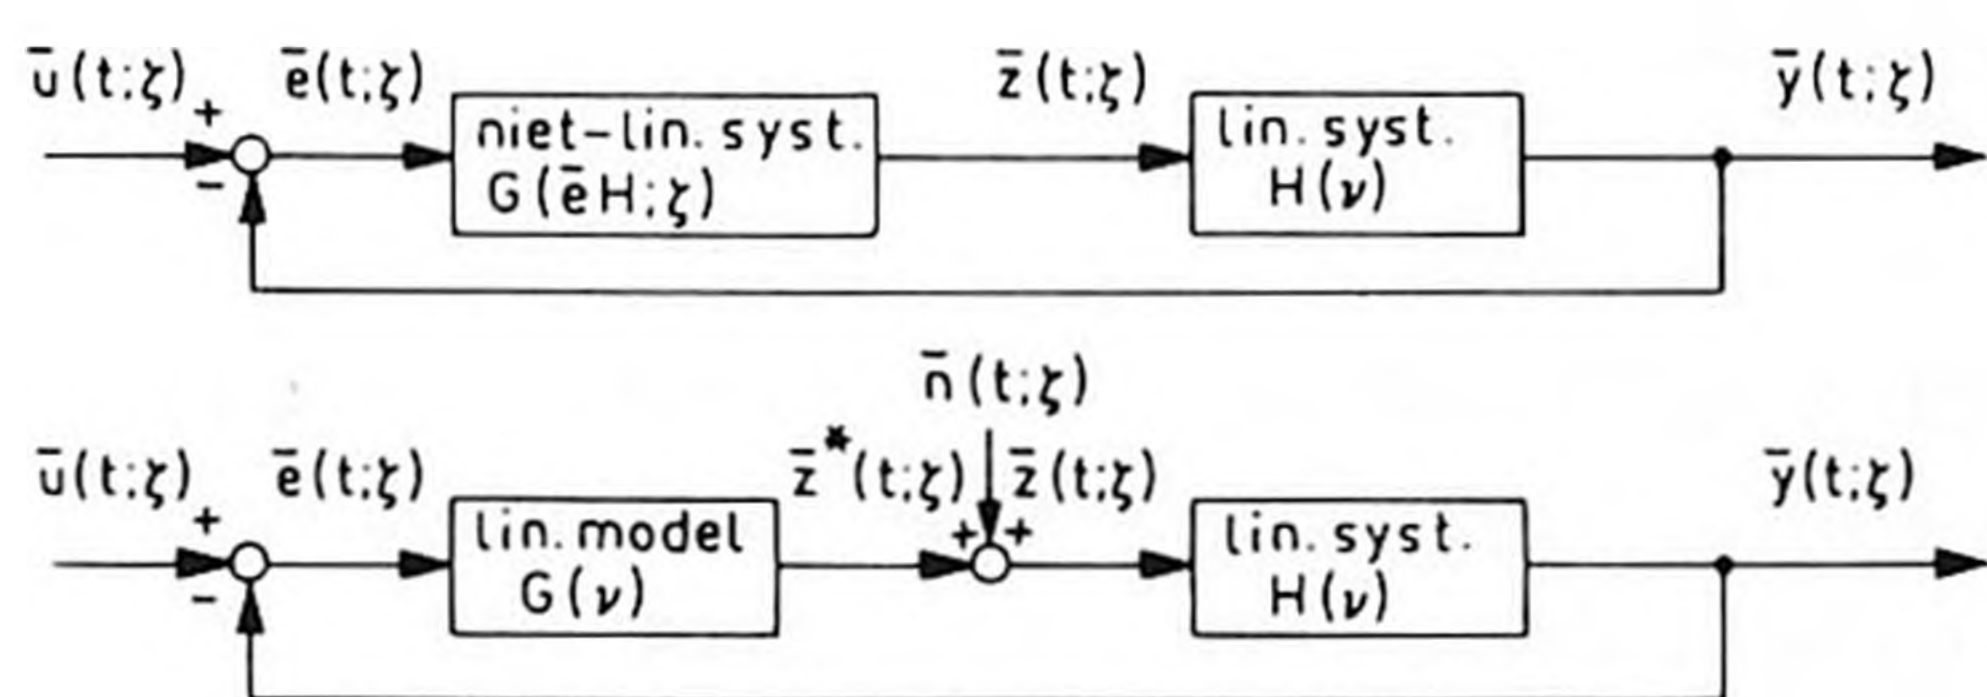 ū(t;ζ) ē(t;ζ) z̄(t;ζ) ȳ(t;ζ)
+
niet-lin. syst.
G(ēH;ζ)
lin. syst.
H(ν)
−
n̄(t;ζ)
ū(t;ζ) ē(t;ζ) z̄*(t;ζ) z̄(t;ζ) ȳ(t;ζ)
+
lin. model
G(ν)
+ +
lin. syst.
H(ν)
−